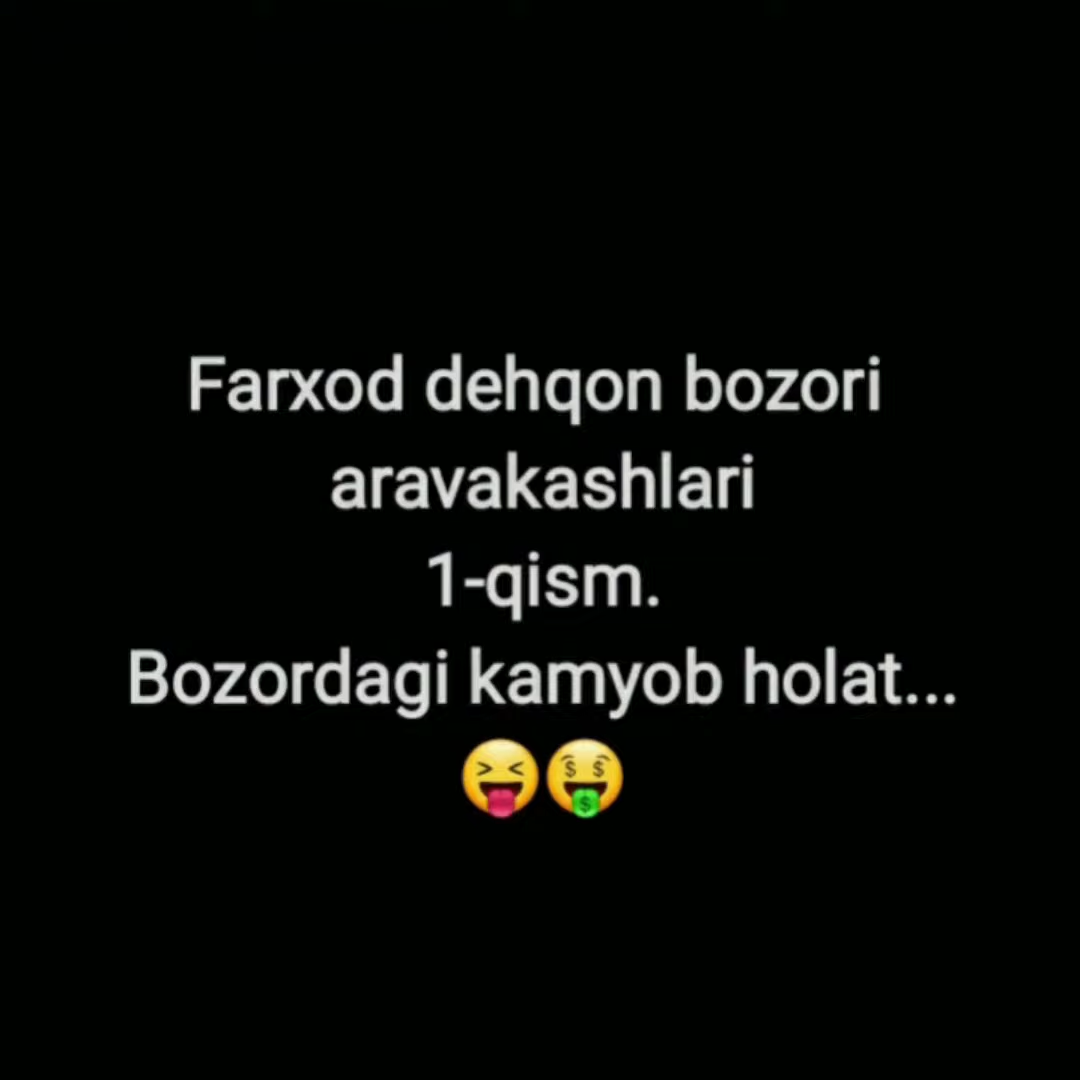 Farxod dehqon bozori
aravakashlari
1-qism.
Bozordagi kamyob holat...
😝🤑